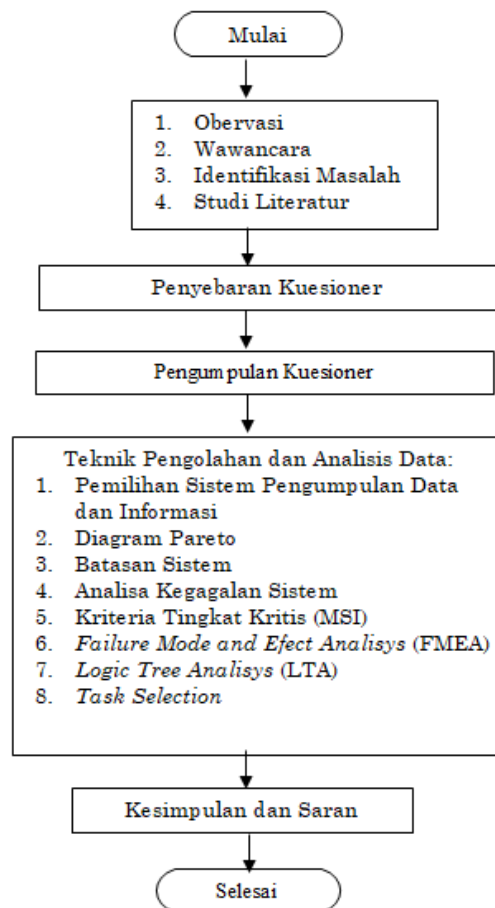 Mulai
1. Obervasi
2. Wawancara
3. Identifikasi Masalah
4. Studi Literatur
Penyebaran Kuesioner
Pengumpulan Kuesioner
Teknik Pengolahan dan Analisis Data:
1. Pemilihan Sistem Pengumpulan Data
dan Informasi
2. Diagram Pareto
3. Batasan Sistem
4. Analisa Kegagalan Sistem
5. Kriteria Tingkat Kritis (MSI)
6. Failure Mode and Efect Analisys (FMEA)
7. Logic Tree Analisys (LTA)
8. Task Selection
Kesimpulan dan Saran
Selesai